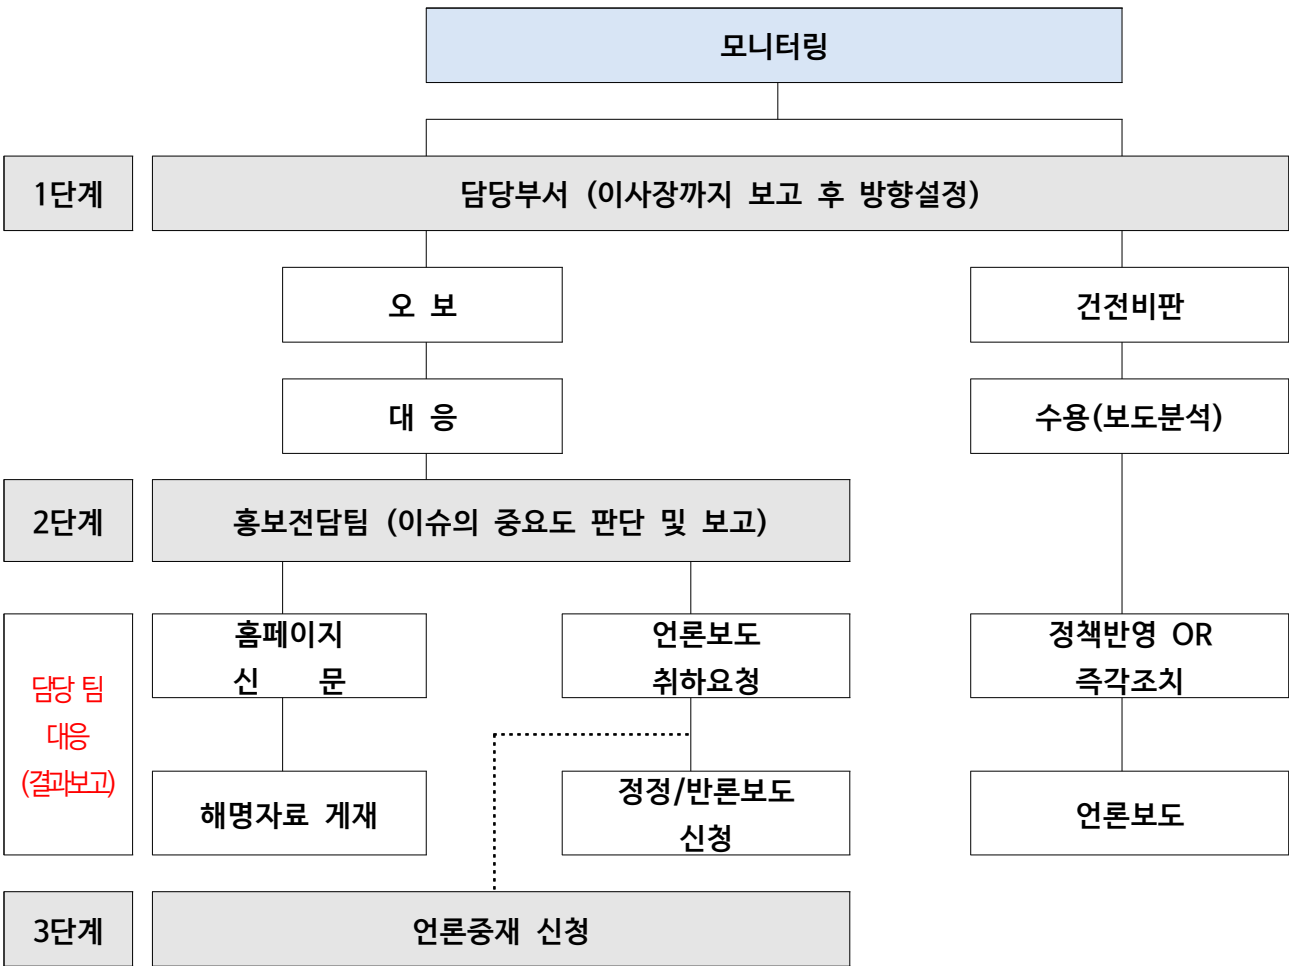 모니터링
1단계
담당부서 (이사장까지 보고 후 방향설정)
오 보
건전비판
대 응
수용(보도분석)
2단계
홍보전담팀 (이슈의 중요도 판단 및 보고)
담당 팀
대응
(결과보고)
홈페이지
신 문
언론보도
취하요청
정책반영 OR
즉각조치
해명자료 게재
정정/반론보도
신청
언론보도
3단계
언론중재 신청